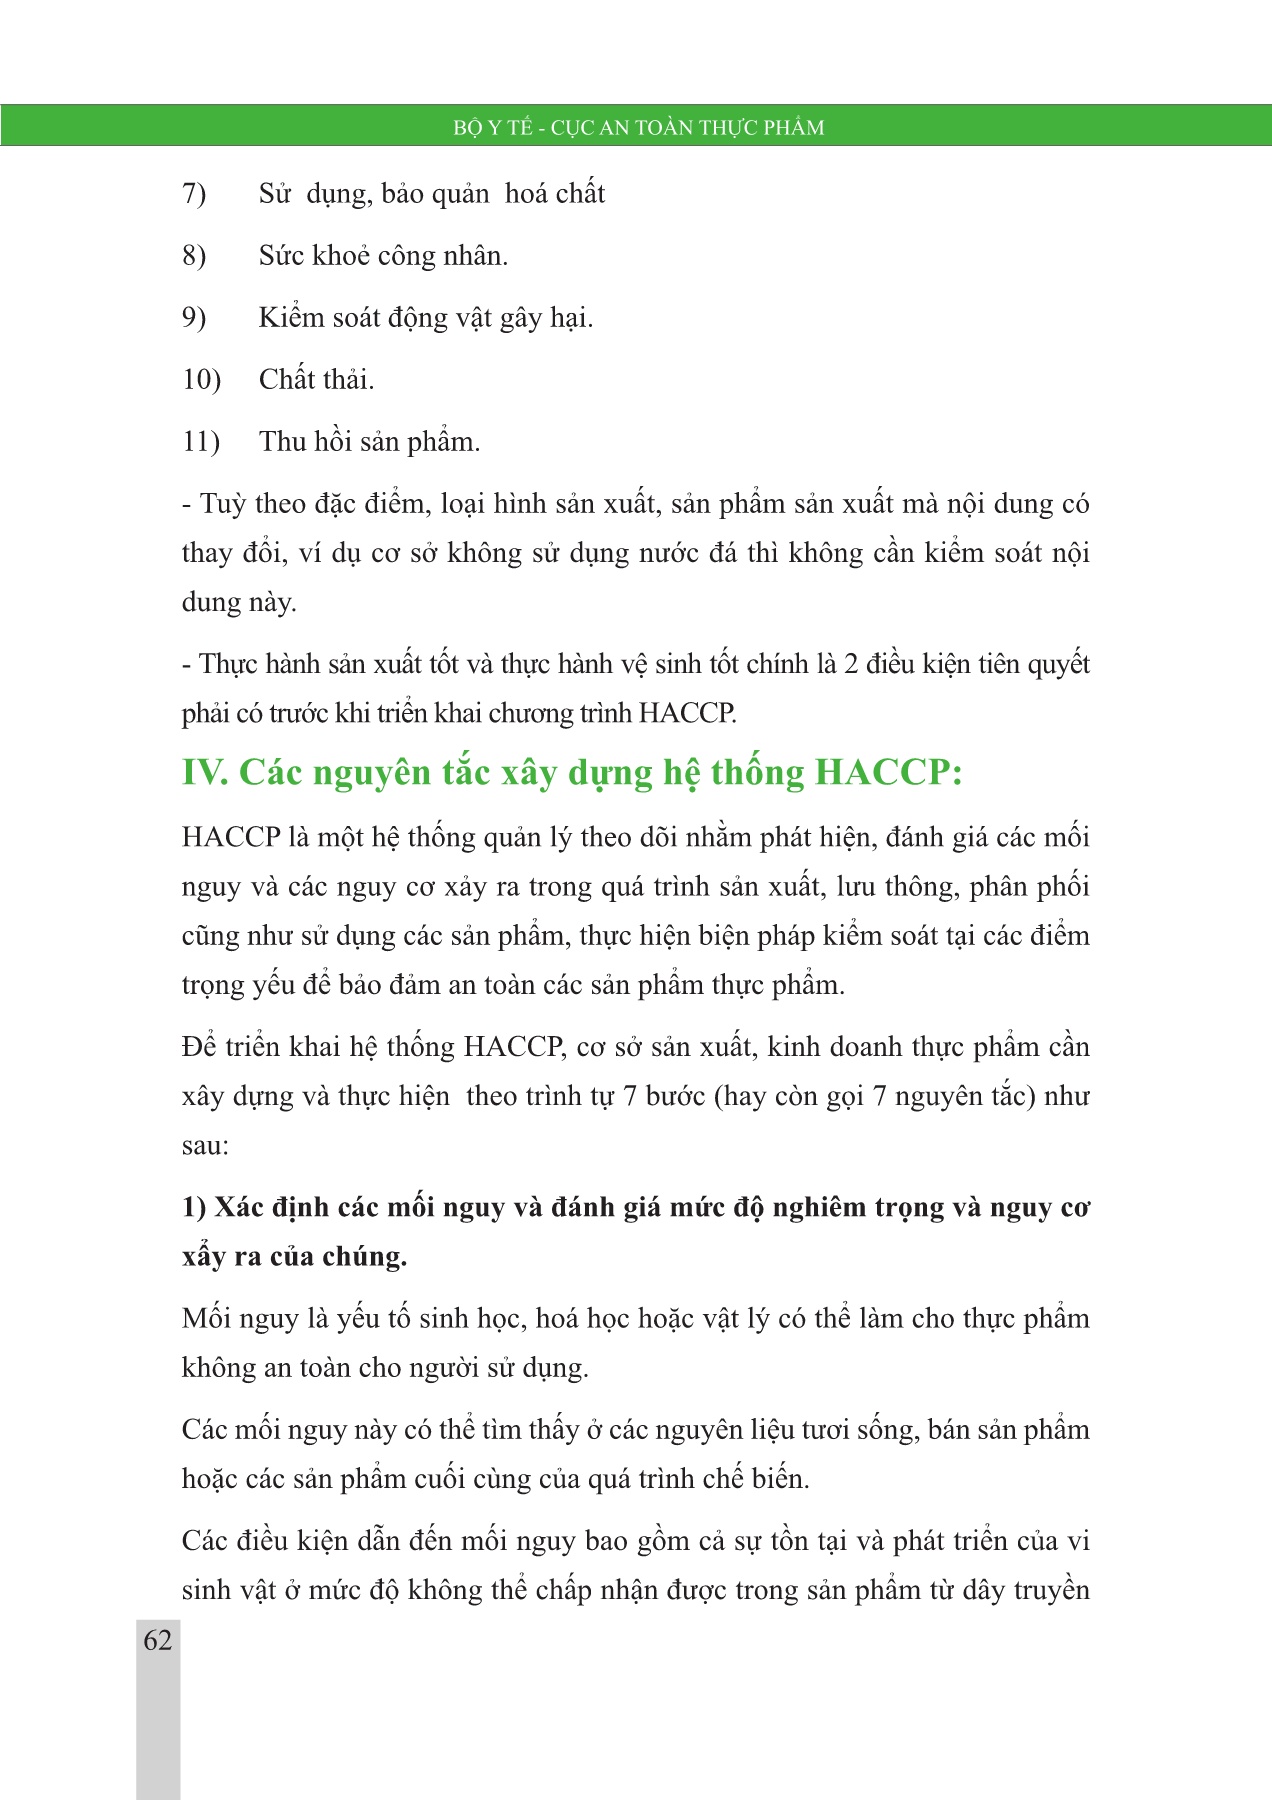 BỘ Y TẾ - CỤC AN TOÀN THỰC PHẨM
7) Sử dụng, bảo quản hoá chất
8) Sức khoẻ công nhân.
9) Kiểm soát động vật gây hại.
10) Chất thải.
11) Thu hồi sản phẩm.
- Tuỳ theo đặc điểm, loại hình sản xuất, sản phẩm sản xuất mà nội dung có
thay đổi, ví dụ cơ sở không sử dụng nước đá thì không cần kiểm soát nội
dung này.
- Thực hành sản xuất tốt và thực hành vệ sinh tốt chính là 2 điều kiện tiên quyết
phải có trước khi triển khai chương trình HACCP.
IV. Các nguyên tắc xây dựng hệ thống HACCP:
HACCP là một hệ thống quản lý theo dõi nhằm phát hiện, đánh giá các mối
nguy và các nguy cơ xảy ra trong quá trình sản xuất, lưu thông, phân phối
cũng như sử dụng các sản phẩm, thực hiện biện pháp kiểm soát tại các điểm
trọng yếu để bảo đảm an toàn các sản phẩm thực phẩm.
Để triển khai hệ thống HACCP, cơ sở sản xuất, kinh doanh thực phẩm cần
xây dựng và thực hiện theo trình tự 7 bước (hay còn gọi 7 nguyên tắc) như
sau:
1) Xác định các mối nguy và đánh giá mức độ nghiêm trọng và nguy cơ
xẩy ra của chúng.
Mối nguy là yếu tố sinh học, hoá học hoặc vật lý có thể làm cho thực phẩm
không an toàn cho người sử dụng.
Các mối nguy này có thể tìm thấy ở các nguyên liệu tươi sống, bán sản phẩm
hoặc các sản phẩm cuối cùng của quá trình chế biến.
Các điều kiện dẫn đến mối nguy bao gồm cả sự tồn tại và phát triển của vi
sinh vật ở mức độ không thể chấp nhận được trong sản phẩm từ dây truyền
62